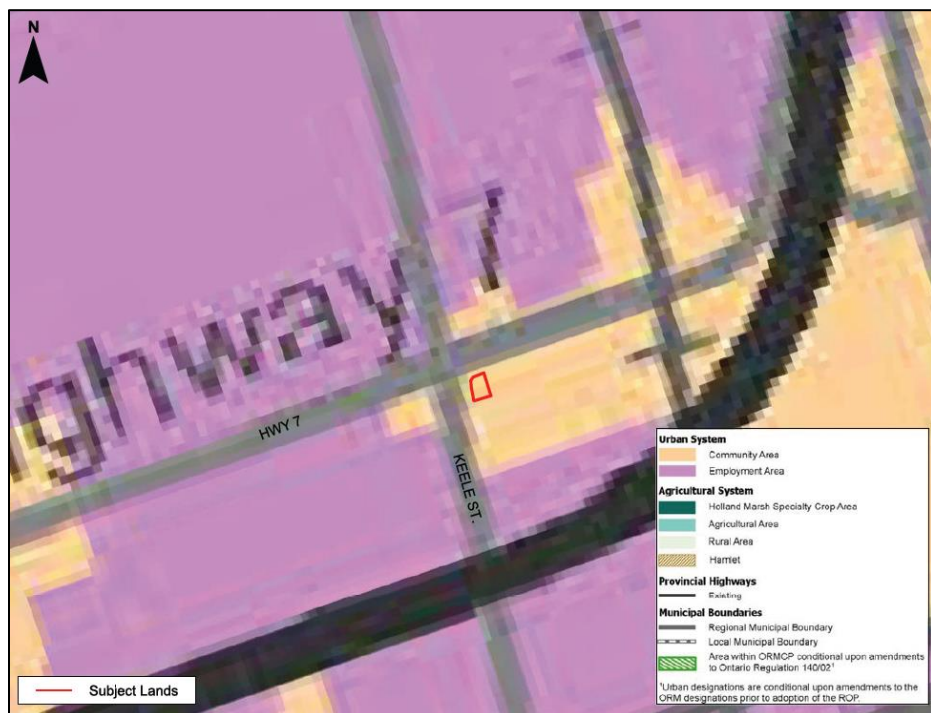 N
ghway 7
HWY 7
KEELE ST.
Urban System
Community Area
Employment Area
Agricultural System
Holland Marsh Specialty Crop Area
Agricultural Area
Rural Area
Hamlet
Provincial Highways
Existing
Municipal Boundaries
Regional Municipal Boundary
Local Municipal Boundary
Area within ORMCP conditional upon amendments
to Ontario Regulation 140/02¹
¹Urban designations are conditional upon amendments to the
ORM designations prior to adoption of the ROP.
Subject Lands